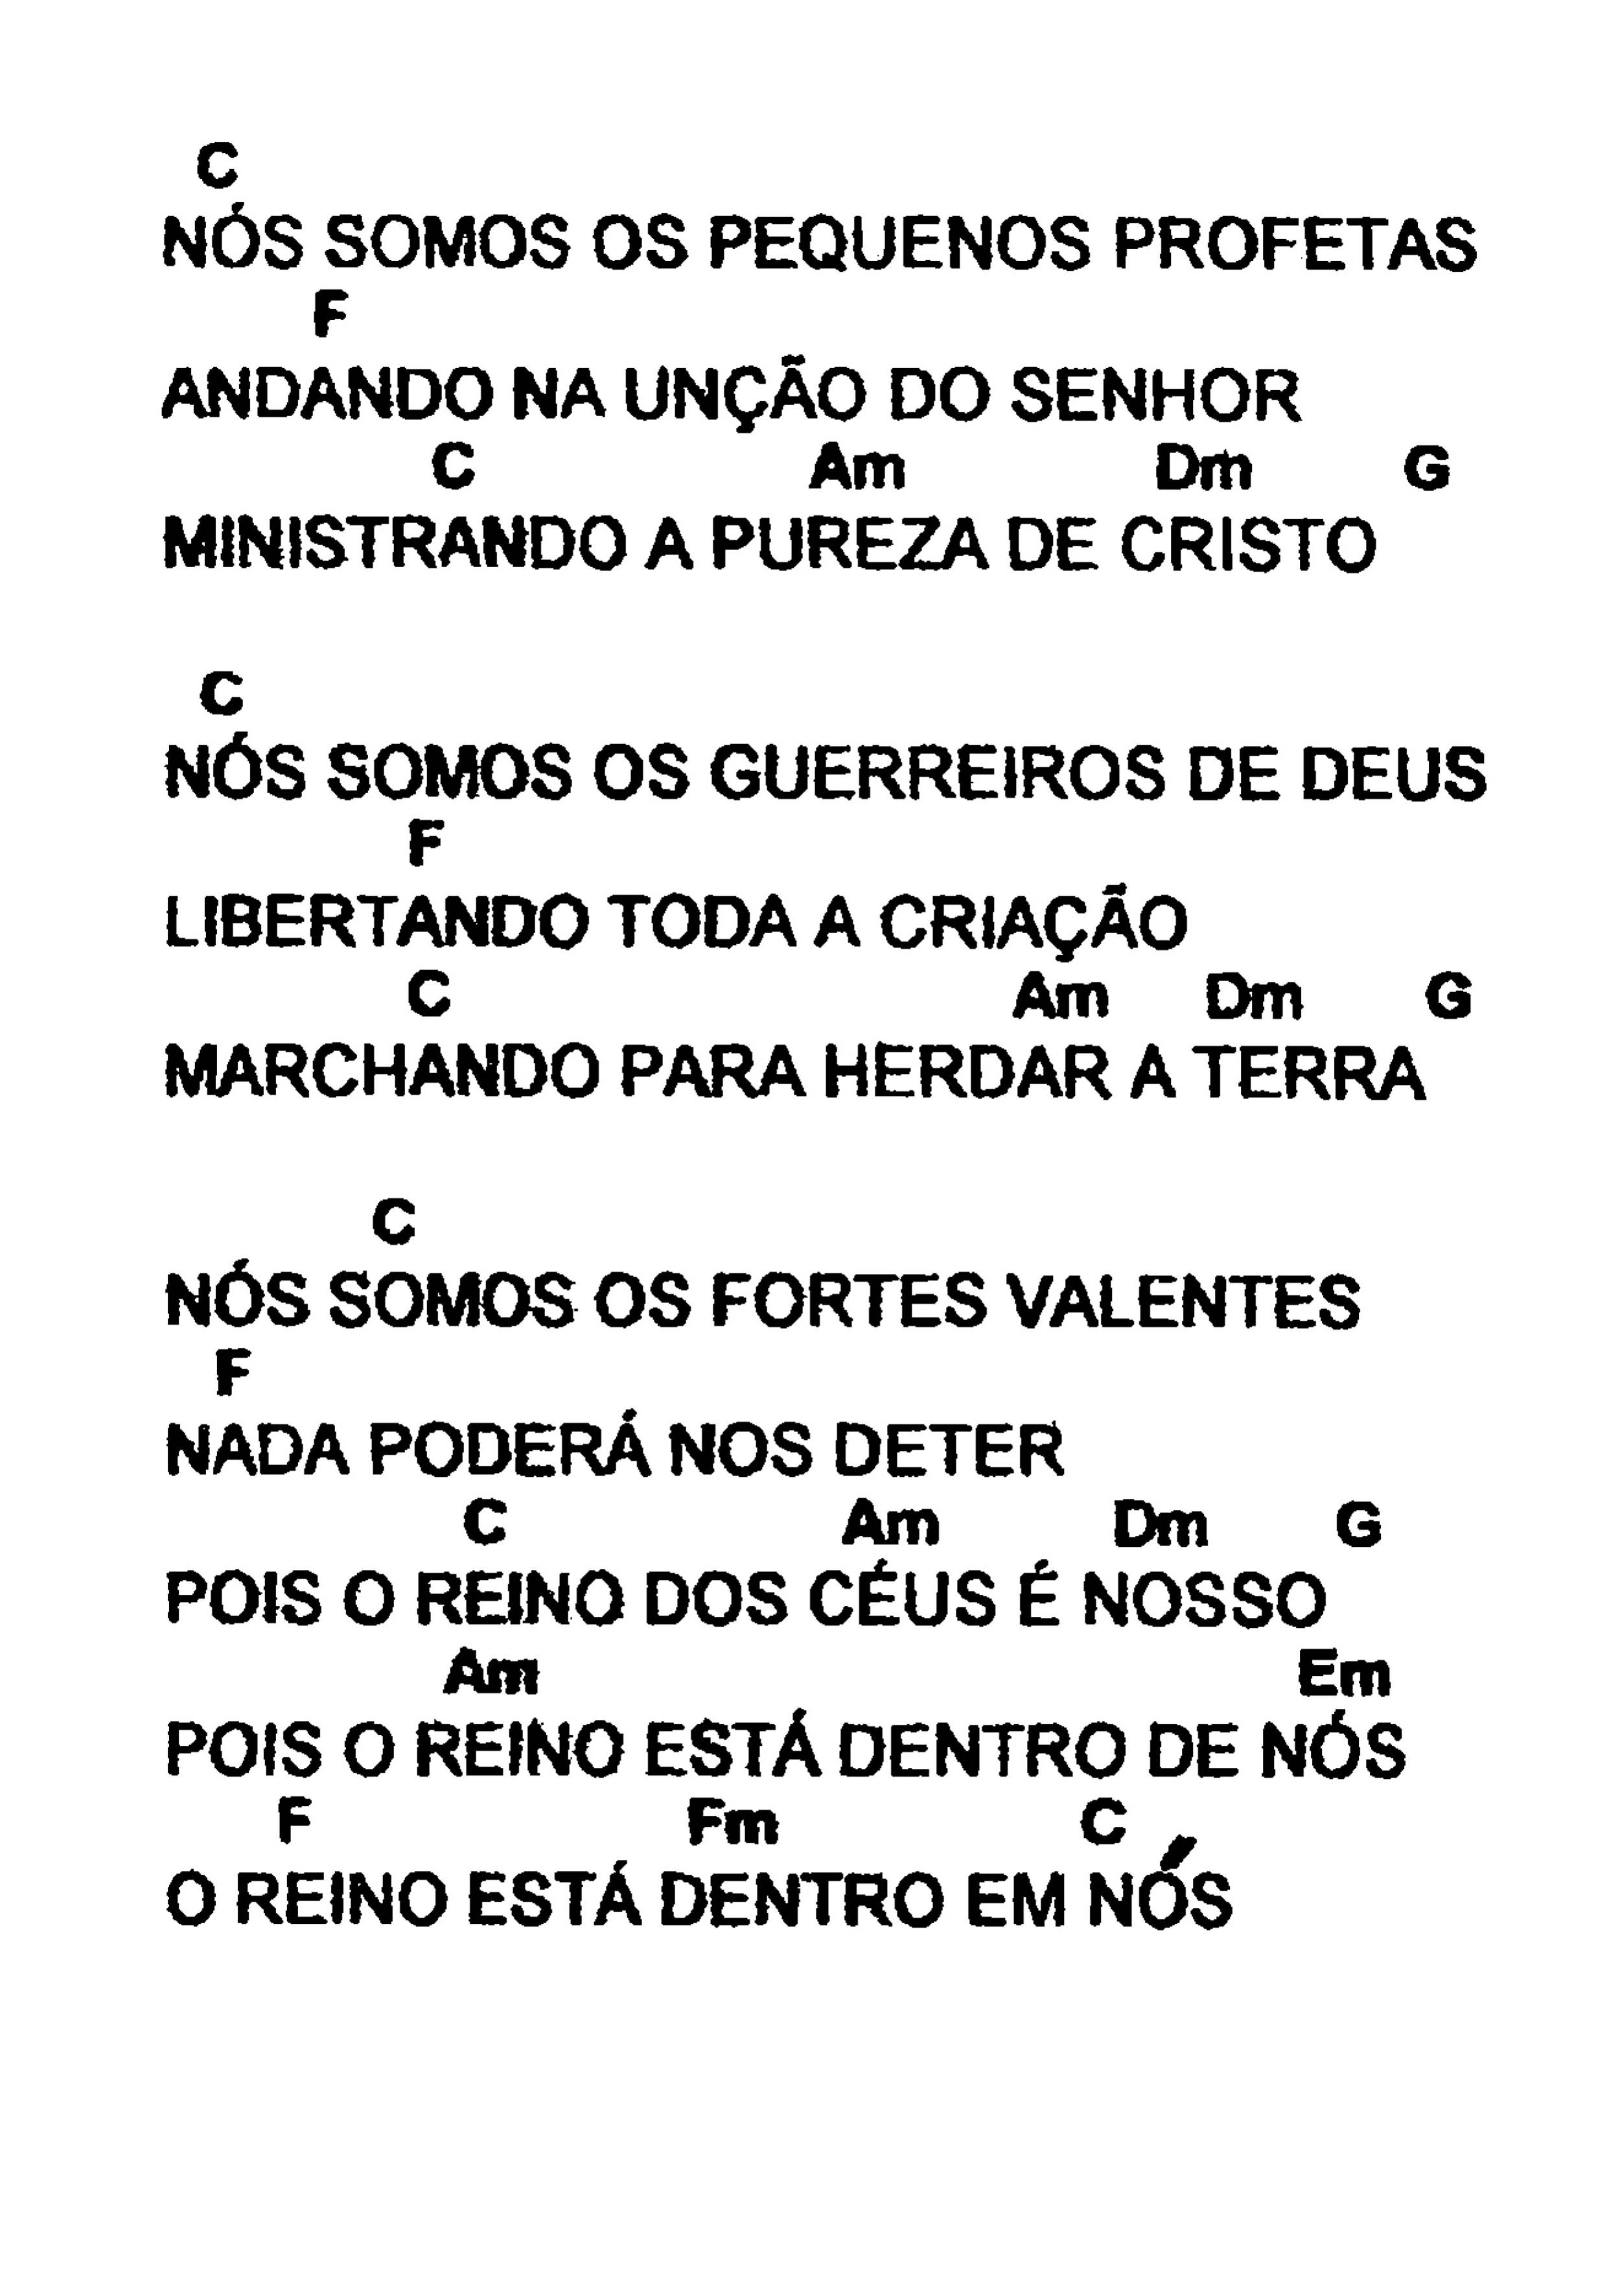 C
NÓS SOMOS OS PEQUENOS PROFETAS
F
ANDANDO NA UNÇÃO DO SENHOR
C Am Dm G
MINISTRANDO A PUREZA DE CRISTO
C
NÓS SOMOS OS GUERREIROS DE DEUS
F
LIBERTANDO TODA A CRIAÇÃO
C Am Dm G
MARCHANDO PARA HERDAR A TERRA
C
NÓS SOMOS OS FORTES VALENTES
F
NADA PODERÁ NOS DETER
C Am Dm G
POIS O REINO DOS CÉUS É NOSSO
Am Em
POIS O REINO ESTÁ DENTRO DE NÓS
F Fm C
O REINO ESTÁ DENTRO EM NÓS